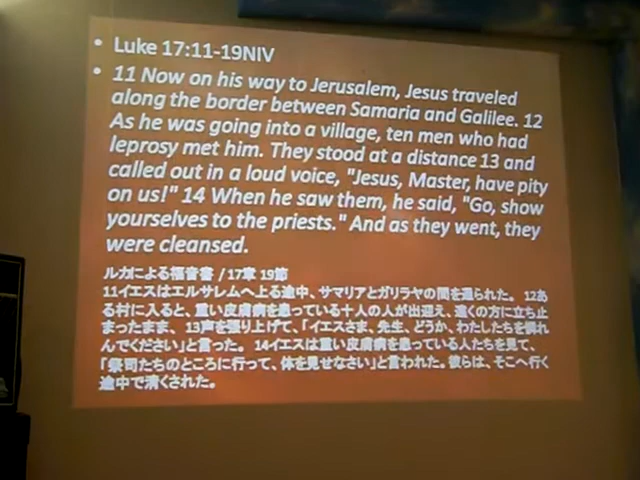 • Luke 17:11-19NIV
• 11 Now on his way to Jerusalem, Jesus traveled
along the border between Samaria and Galilee. 12
As he was going into a village, ten men who had
leprosy met him. They stood at a distance 13 and
called out in a loud voice, "Jesus, Master, have pity
on us!" 14 When he saw them, he said, "Go, show
yourselves to the priests." And as they went, they
were cleansed.
ルカによる福音書 / 17章 19節
11イエスはエルサレムへ上る途中、サマリアとガリラヤの間を通られた。 12あ
る村に入ると、重い皮膚病を患っている十人の人が出迎え、遠くの方に立ち止
まったまま、 13声を張り上げて、「イエスさま、先生、どうか、わたしたちを憐れ
んでください」と言った。 14イエスは重い皮膚病を患っている人たちを見て、
「祭司たちのところに行って、体を見せなさい」と言われた。彼らは、そこへ行く
途中で清くされた。